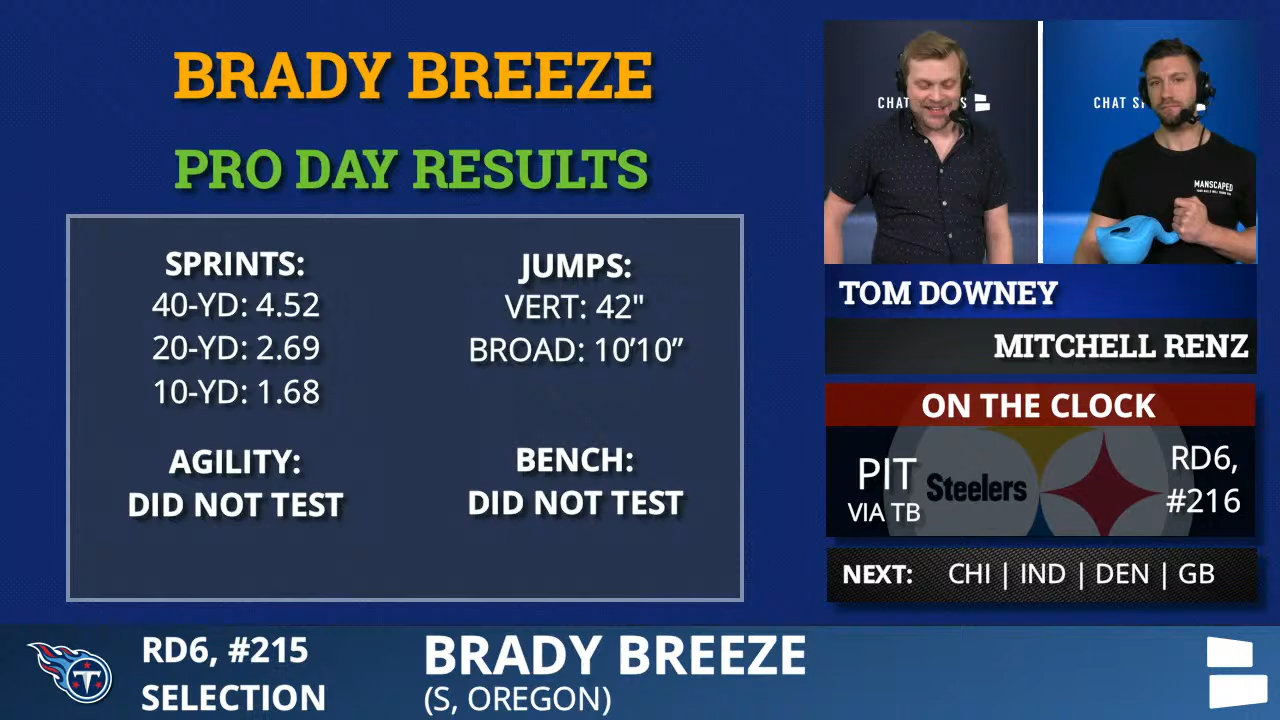 BRADY BREEZE
PRO DAY RESULTS
SPRINTS:
40-YD: 4.52
20-YD: 2.69
10-YD: 1.68
JUMPS:
VERT: 42"
BROAD: 10’10”
AGILITY:
DID NOT TEST
BENCH:
DID NOT TEST
CHAT
S
CHAT S
MANSCAPED
TOM DOWNEY
MITCHELL RENZ
ON THE CLOCK
PIT
VIA TB
Steelers
RD6,
#216
NEXT: CHI | IND | DEN | GB
T
RD6, #215
SELECTION
BRADY BREEZE
(S, OREGON)